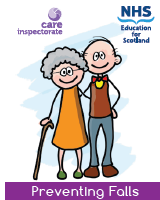 care
inspectorate
NHS
Education
for
Scotland
Preventing Falls